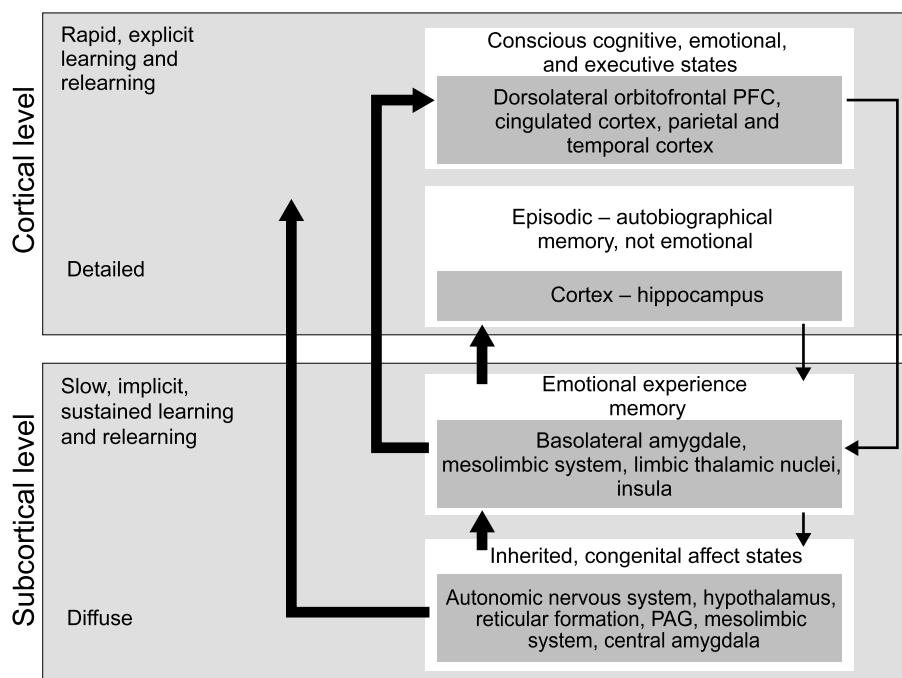 Cortical level
Rapid, explicit
learning and
relearning
Detailed
Conscious cognitive, emotional,
and executive states
Dorsolateral orbitofrontal PFC,
cingulated cortex, parietal and
temporal cortex
Episodic – autobiographical
memory, not emotional
Cortex – hippocampus
Subcortical level
Slow, implicit,
sustained learning
and relearning
Diffuse
Emotional experience
memory
Basolateral amygdale,
mesolimbic system, limbic thalamic nuclei,
insula
Inherited, congenital affect states
Autonomic nervous system, hypothalamus,
reticular formation, PAG, mesolimbic
system, central amygdala